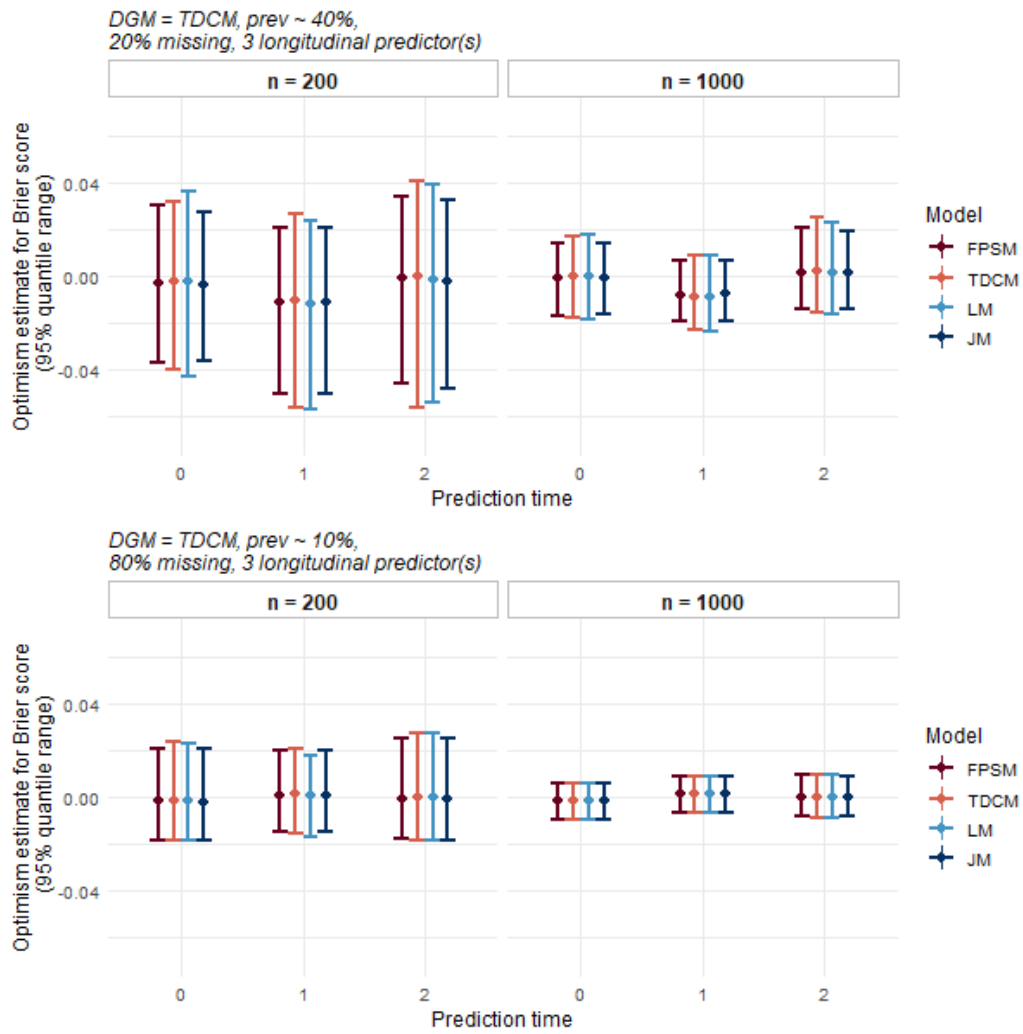 DGM = TDCM, prev ~ 40%,
20% missing, 3 longitudinal predictor(s)
n = 200
n = 1000
Optimism estimate for Brier score
(95% quantile range)
0.04
0.00
-0.04
0 1 2
0 1 2
Prediction time
Model
FPSM
TDCM
LM
JM
DGM = TDCM, prev ~ 10%,
80% missing, 3 longitudinal predictor(s)
n = 200
n = 1000
Optimism estimate for Brier score
(95% quantile range)
0.04
0.00
-0.04
0 1 2
0 1 2
Prediction time
Model
FPSM
TDCM
LM
JM